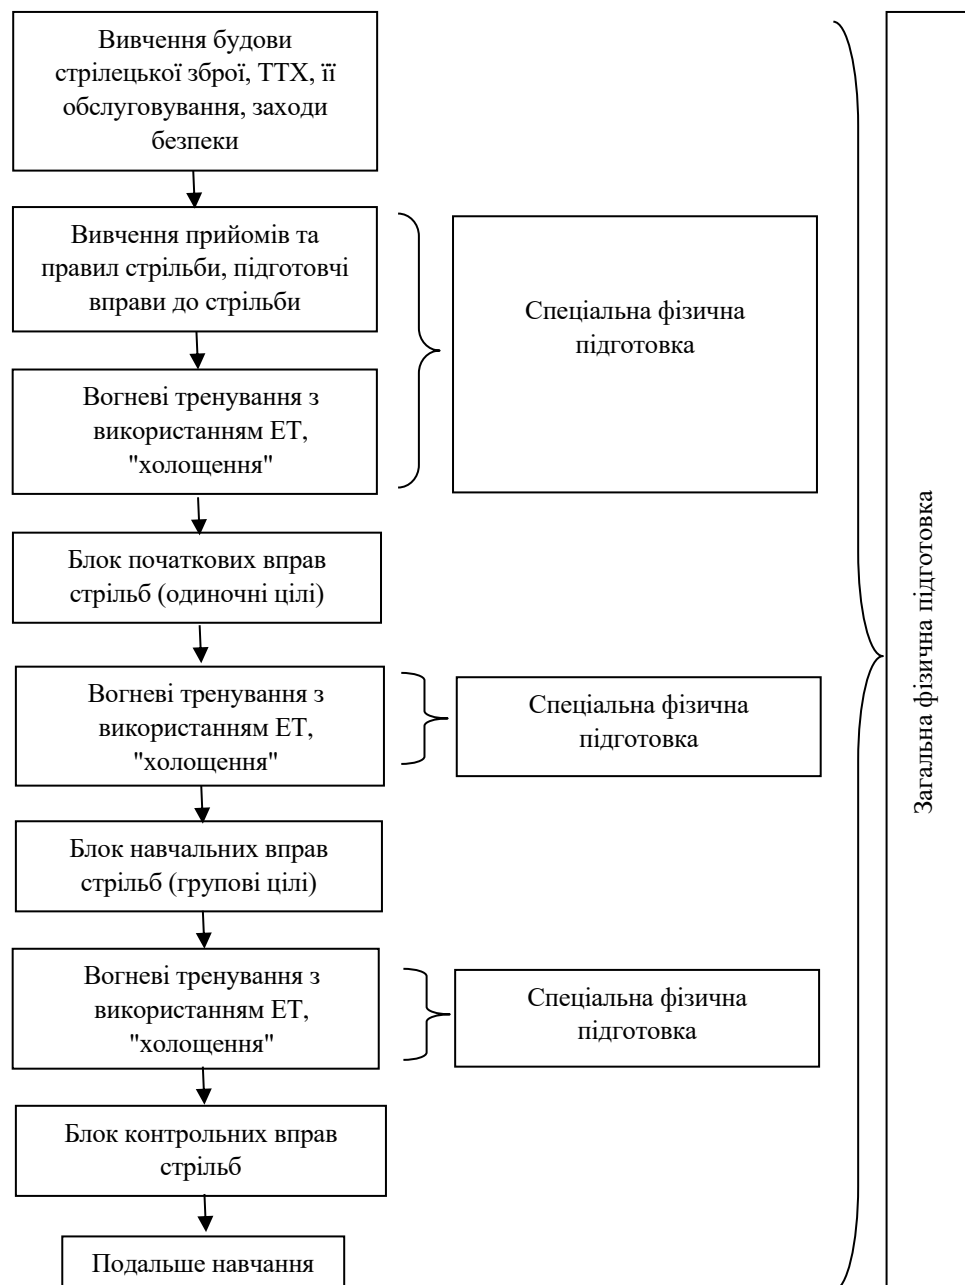 Вивчення будови
стрілецької зброї, ТТХ, її
обслуговування, заходи
безпеки
Вивчення прийомів та
правил стрільби, підготовчі
вправи до стрільби
Спеціальна фізична
підготовка
Вогневі тренування з
використанням ЕТ,
"холощення"
Блок початкових вправ
стрільб (одиночні цілі)
Вогневі тренування з
використанням ЕТ,
"холощення"
Спеціальна фізична
підготовка
Блок навчальних вправ
стрільб (групові цілі)
Вогневі тренування з
використанням ЕТ,
"холощення"
Спеціальна фізична
підготовка
Блок контрольних вправ
стрільб
Подальше навчання
Загальна фізична підготовка